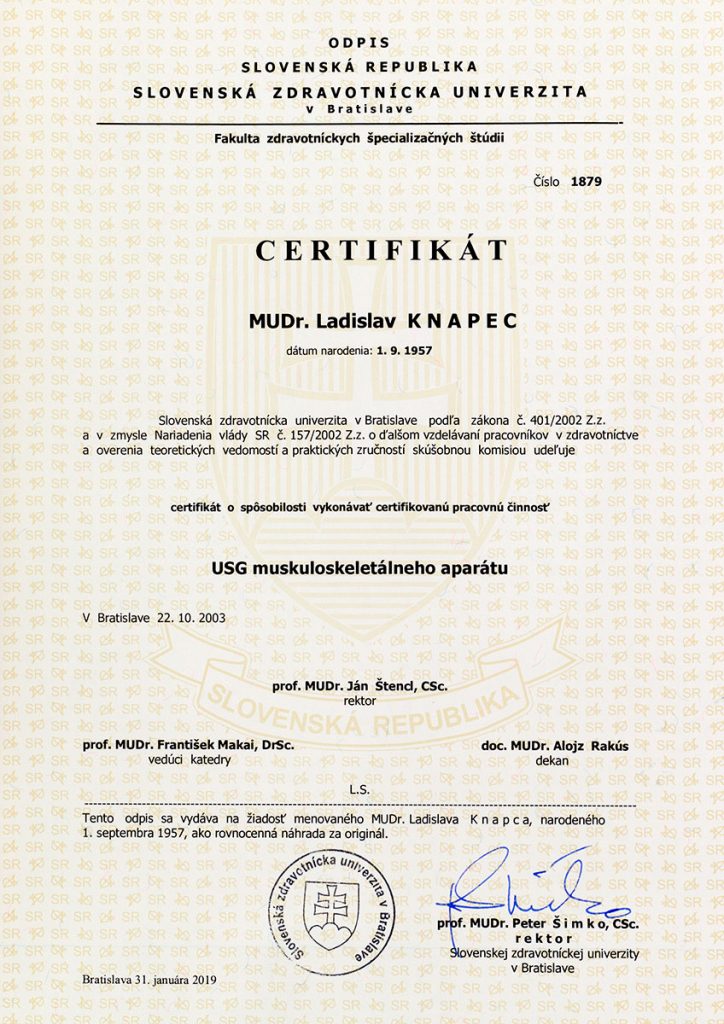 ODPIS
SLOVENSKÁ REPUBLIKA
SLOVENSKÁ ZDRAVOTNÍCKA UNIVERZITA
v Bratislave
Fakulta zdravotníckych špecializačných štúdii
Číslo 1879
CERTIFIKÁT
MUDr. Ladislav KNAPEC
dátum narodenia: 1. 9. 1957
Slovenská zdravotnícka univerzita v Bratislave podľa zákona č. 401/2002 Z.z.
a v zmysle Nariadenia vlády SR č. 157/2002 Z.z. o ďalšom vzdelávaní pracovníkov v zdravotníctve
a overenia teoretických vedomostí a praktických zručností skúšobnou komisiou udeľuje
certifikát o spôsobilosti vykonávať certifikovanú pracovnú činnosť
USG muskuloskeletálneho aparátu
V Bratislave 22. 10. 2003
prof. MUDr. Ján Štencl, CSc.
rektor
SLOVENSKÁ REPUBLIKA
prof. MUDr. František Makai, DrSc.
vedúci katedry
doc. MUDr. Alojz Rakús
dekan
L.S.
Tento odpis sa vydáva na žiadosť menovaného MUDr. Ladislava Knapca, narodeného
1. septembra 1957, ako rovnocenná náhrada za originál.
Slovenská zdravotnícka univerzita v Bratislave
prof. MUDr. Peter Šimko, CSc.
rektor
Slovenskej zdravotníckej univerzity
v Bratislave
Bratislava 31. januára 2019